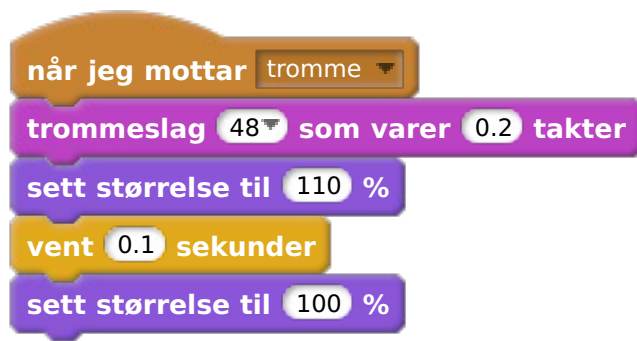 når jeg mottar tromme
trommeslag 48 som varer 0.2 takter
sett størrelse til 110 %
vent 0.1 sekunder
sett størrelse til 100 %